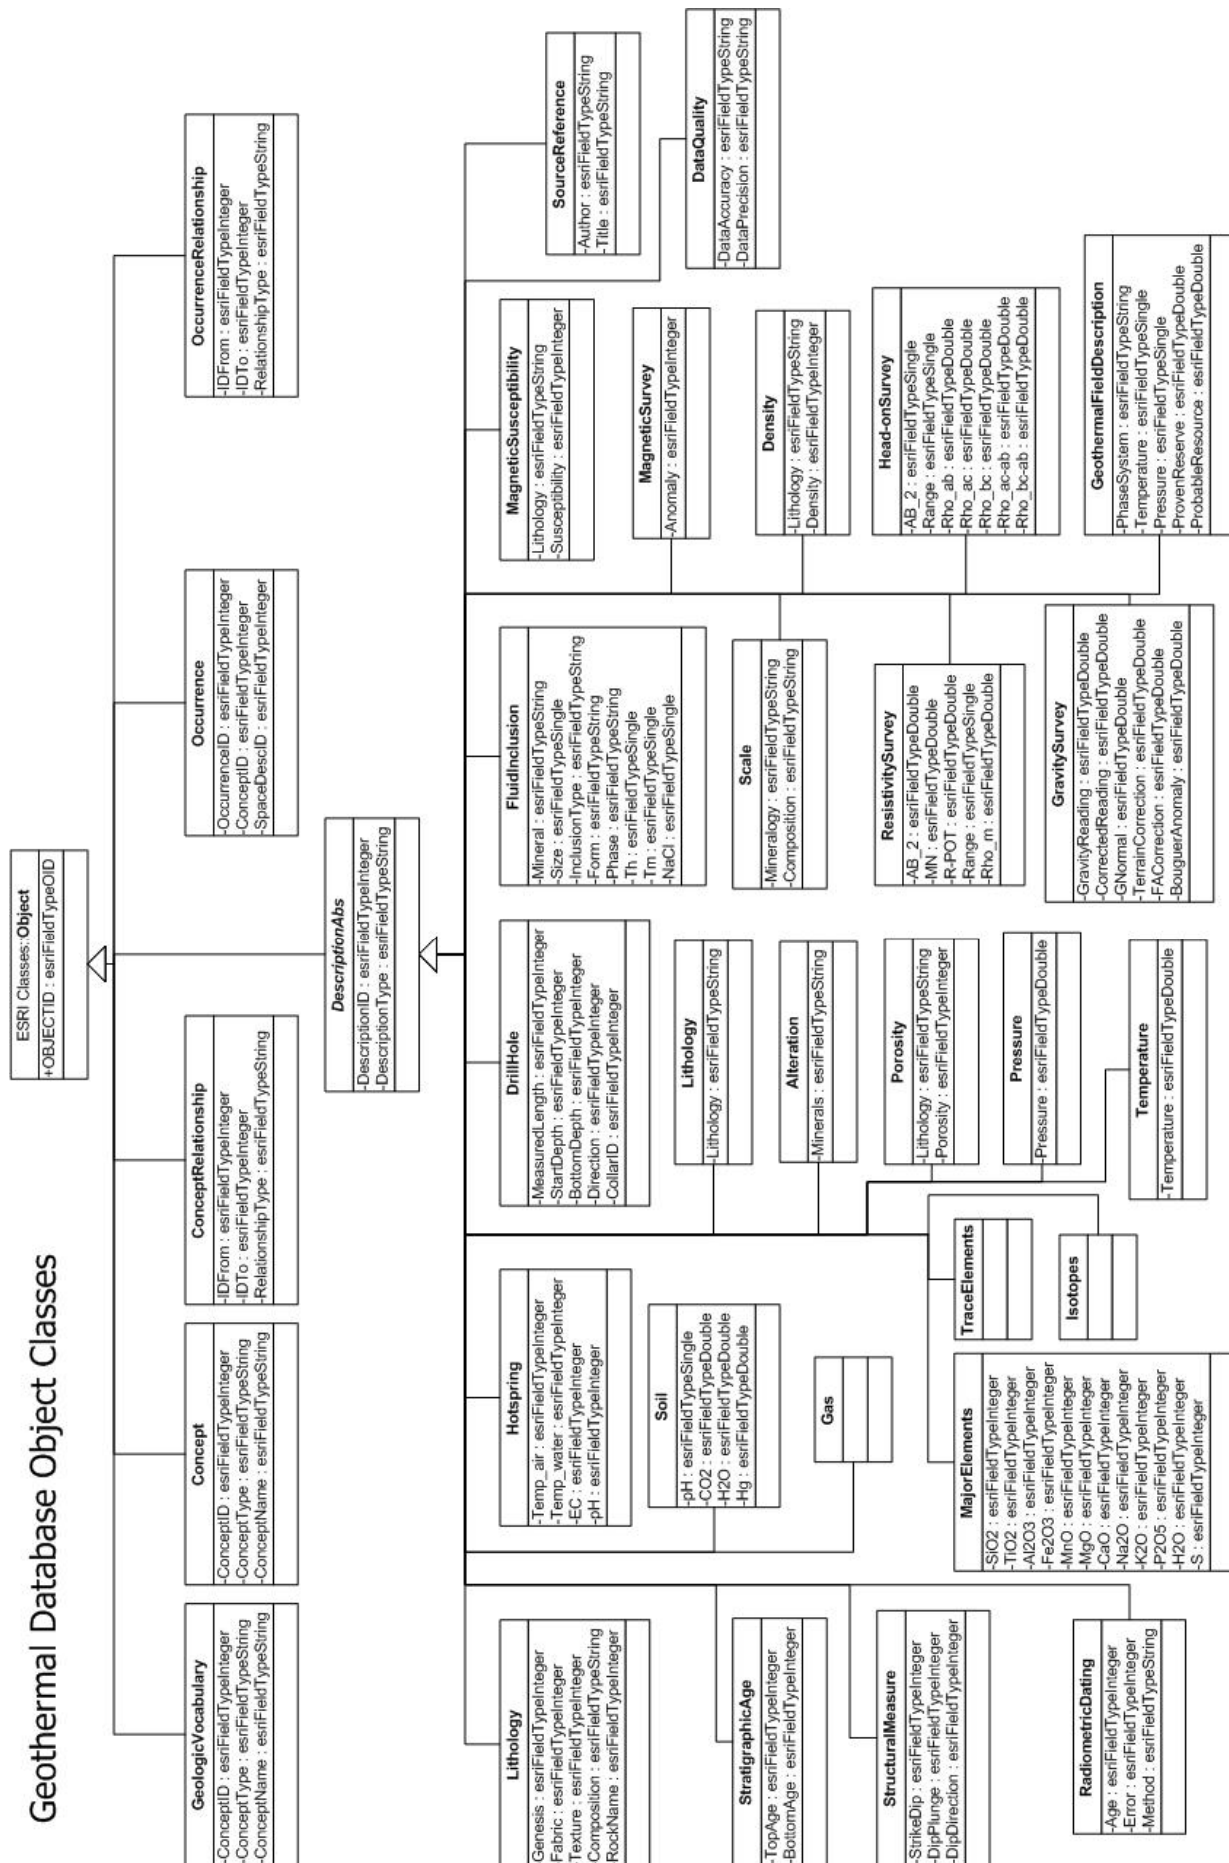 Geothermal Database Object Classes
ESRI Classes::Object
+OBJECTID : esriFieldTypeOID
GeologicVocabulary
-ConceptID : esriFieldTypeInteger
-ConceptType : esriFieldTypeString
-ConceptName : esriFieldTypeString
Concept
-ConceptID : esriFieldTypeInteger
-ConceptType : esriFieldTypeString
-ConceptName : esriFieldTypeString
ConceptRelationship
-IDFrom : esriFieldTypeInteger
-IDTo : esriFieldTypeInteger
-RelationshipType : esriFieldTypeString
Occurrence
-OccurrenceID : esriFieldTypeInteger
-ConceptID : esriFieldTypeInteger
-SpaceDescID : esriFieldTypeInteger
OccurrenceRelationship
-IDFrom : esriFieldTypeInteger
-IDTo : esriFieldTypeInteger
-RelationshipType : esriFieldTypeString
DescriptionAbs
-DescriptionID : esriFieldTypeInteger
-DescriptionType : esriFieldTypeString
Lithology
Genesis : esriFieldTypeInteger
Fabric : esriFieldTypeInteger
-Texture : esriFieldTypeInteger
Composition : esriFieldTypeString
RockName : esriFieldTypeInteger
Hotspring
-Temp_air : esriFieldTypeInteger
-Temp_water : esriFieldTypeInteger
-EC : esriFieldTypeInteger
-pH : esriFieldTypeInteger
DrillHole
-MeasuredLength : esriFieldTypeInteger
-StartDepth : esriFieldTypeInteger
-BottomDepth : esriFieldTypeInteger
-Direction : esriFieldTypeInteger
-CollarID : esriFieldTypeInteger
FluidInclusion
-Mineral : esriFieldTypeString
-Size : esriFieldTypeSingle
-InclusionType : esriFieldTypeString
-Form : esriFieldTypeString
-Phase : esriFieldTypeString
-Th : esriFieldTypeSingle
-Tm : esriFieldTypeSingle
-NaCl : esriFieldTypeSingle
MagneticSusceptibility
-Lithology : esriFieldTypeString
-Susceptibility : esriFieldTypeInteger
SourceReference
-Author : esriFieldTypeString
-Title : esriFieldTypeString
StratigraphicAge
-TopAge : esriFieldTypeInteger
-BottomAge : esriFieldTypeInteger
Soil
-pH : esriFieldTypeSingle
-CO2 : esriFieldTypeDouble
-H2O : esriFieldTypeDouble
-Hg : esriFieldTypeDouble
Lithology
-Lithology : esriFieldTypeString
Scale
-Mineralogy : esriFieldTypeString
-Composition : esriFieldTypeString
MagneticSurvey
-Anomaly : esriFieldTypeInteger
DataQuality
-DataAccuracy : esriFieldTypeString
-DataPrecision : esriFieldTypeString
Gas
Alteration
-Minerals : esriFieldTypeString
Density
-Lithology : esriFieldTypeString
-Density : esriFieldTypeInteger
StructuralMeasure
-StrikeDip : esriFieldTypeInteger
-DipPlunge : esriFieldTypeInteger
-DipDirection : esriFieldTypeInteger
Porosity
-Lithology : esriFieldTypeString
-Porosity : esriFieldTypeInteger
ResistivitySurvey
-AB_2 : esriFieldTypeDouble
-MN : esriFieldTypeDouble
-R-POT : esriFieldTypeDouble
-Range : esriFieldTypeSingle
-Rho_m : esriFieldTypeDouble
Head-onSurvey
-AB_2 : esriFieldTypeSingle
-Range : esriFieldTypeSingle
-Rho_ab : esriFieldTypeDouble
-Rho_ac : esriFieldTypeDouble
-Rho_bc : esriFieldTypeDouble
-Rho_ac-ab : esriFieldTypeDouble
-Rho_bc-ab : esriFieldTypeDouble
MajorElements
-SiO2 : esriFieldTypeInteger
-TiO2 : esriFieldTypeInteger
-Al2O3 : esriFieldTypeInteger
-Fe2O3 : esriFieldTypeInteger
-MnO : esriFieldTypeInteger
-MgO : esriFieldTypeInteger
-CaO : esriFieldTypeInteger
-Na2O : esriFieldTypeInteger
-K2O : esriFieldTypeInteger
-P2O5 : esriFieldTypeInteger
-H2O : esriFieldTypeInteger
-S : esriFieldTypeInteger
TraceElements
Isotopes
Pressure
-Pressure : esriFieldTypeDouble
RadiometricDating
-Age : esriFieldTypeInteger
-Error : esriFieldTypeInteger
-Method : esriFieldTypeString
Temperature
-Temperature : esriFieldTypeDouble
GravitySurvey
-GravityReading : esriFieldTypeDouble
-CorrectedReading : esriFieldTypeDouble
-GNormal : esriFieldTypeDouble
-TerrainCorrection : esriFieldTypeDouble
-FACorrection : esriFieldTypeDouble
-BouguerAnomaly : esriFieldTypeDouble
GeothermalFieldDescription
-PhaseSystem : esriFieldTypeString
-Temperature : esriFieldTypeSingle
-Pressure : esriFieldTypeSingle
-ProvenReserve : esriFieldTypeDouble
-ProbableResource : esriFieldTypeDouble